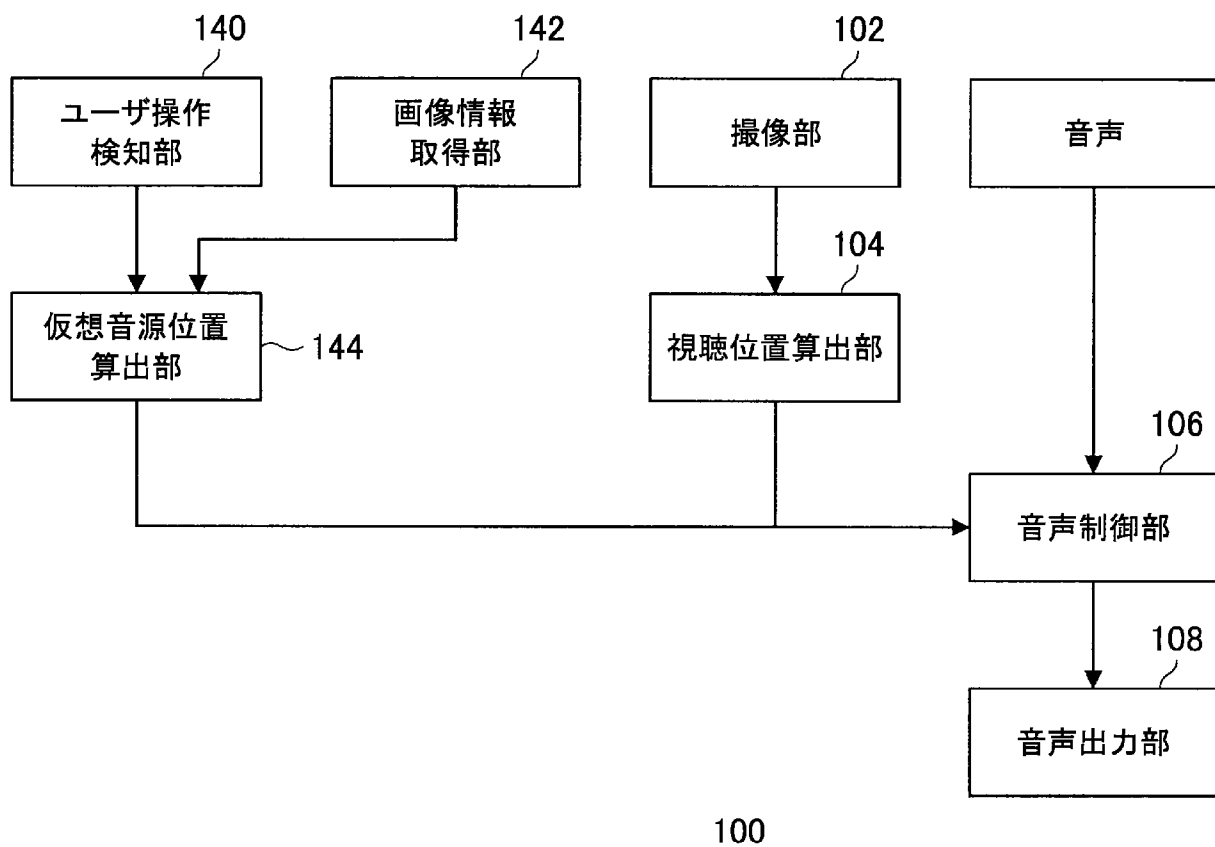 140
142
102
ユーザ操作
検知部
画像情報
取得部
撮像部
音声
104
仮想音源位置
算出部
144
視聴位置算出部
106
音声制御部
108
音声出力部
100